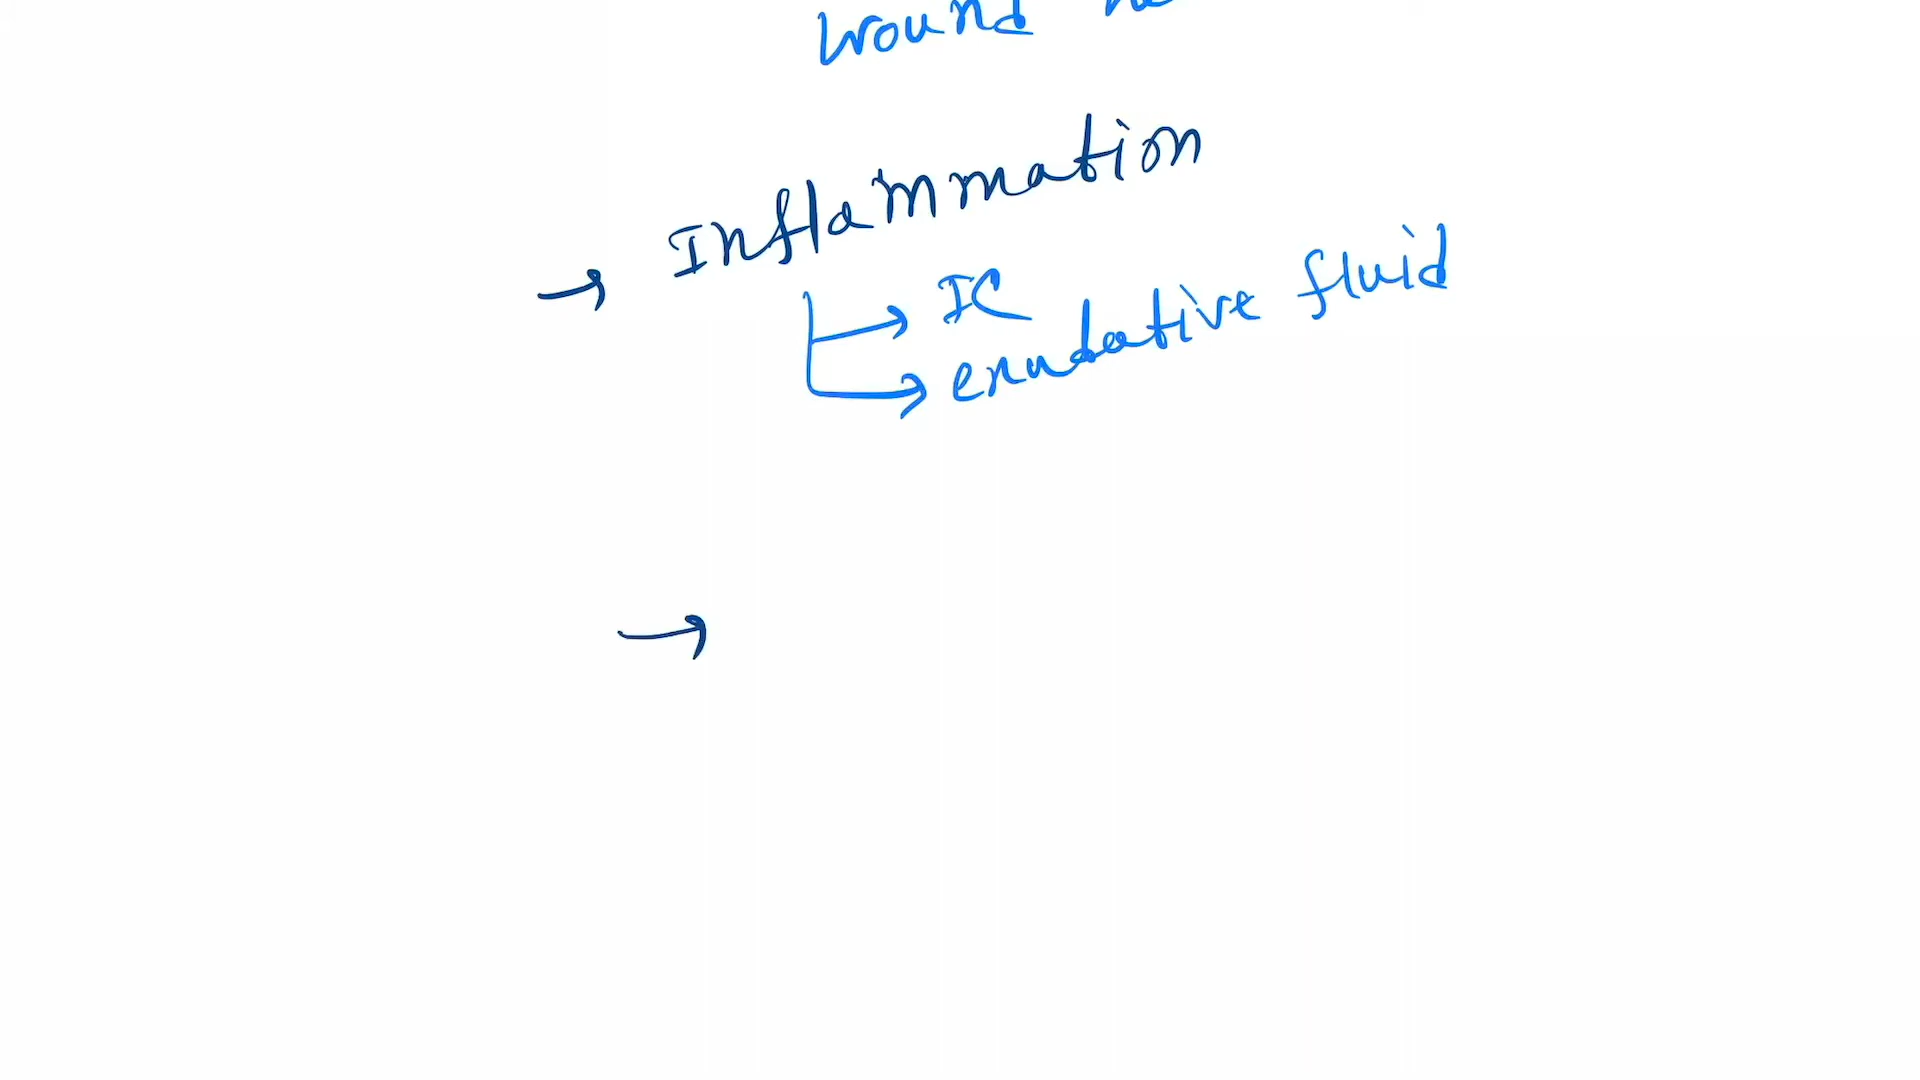 Wound
→ Inflammation
→ IC
→ exudative fluid
→